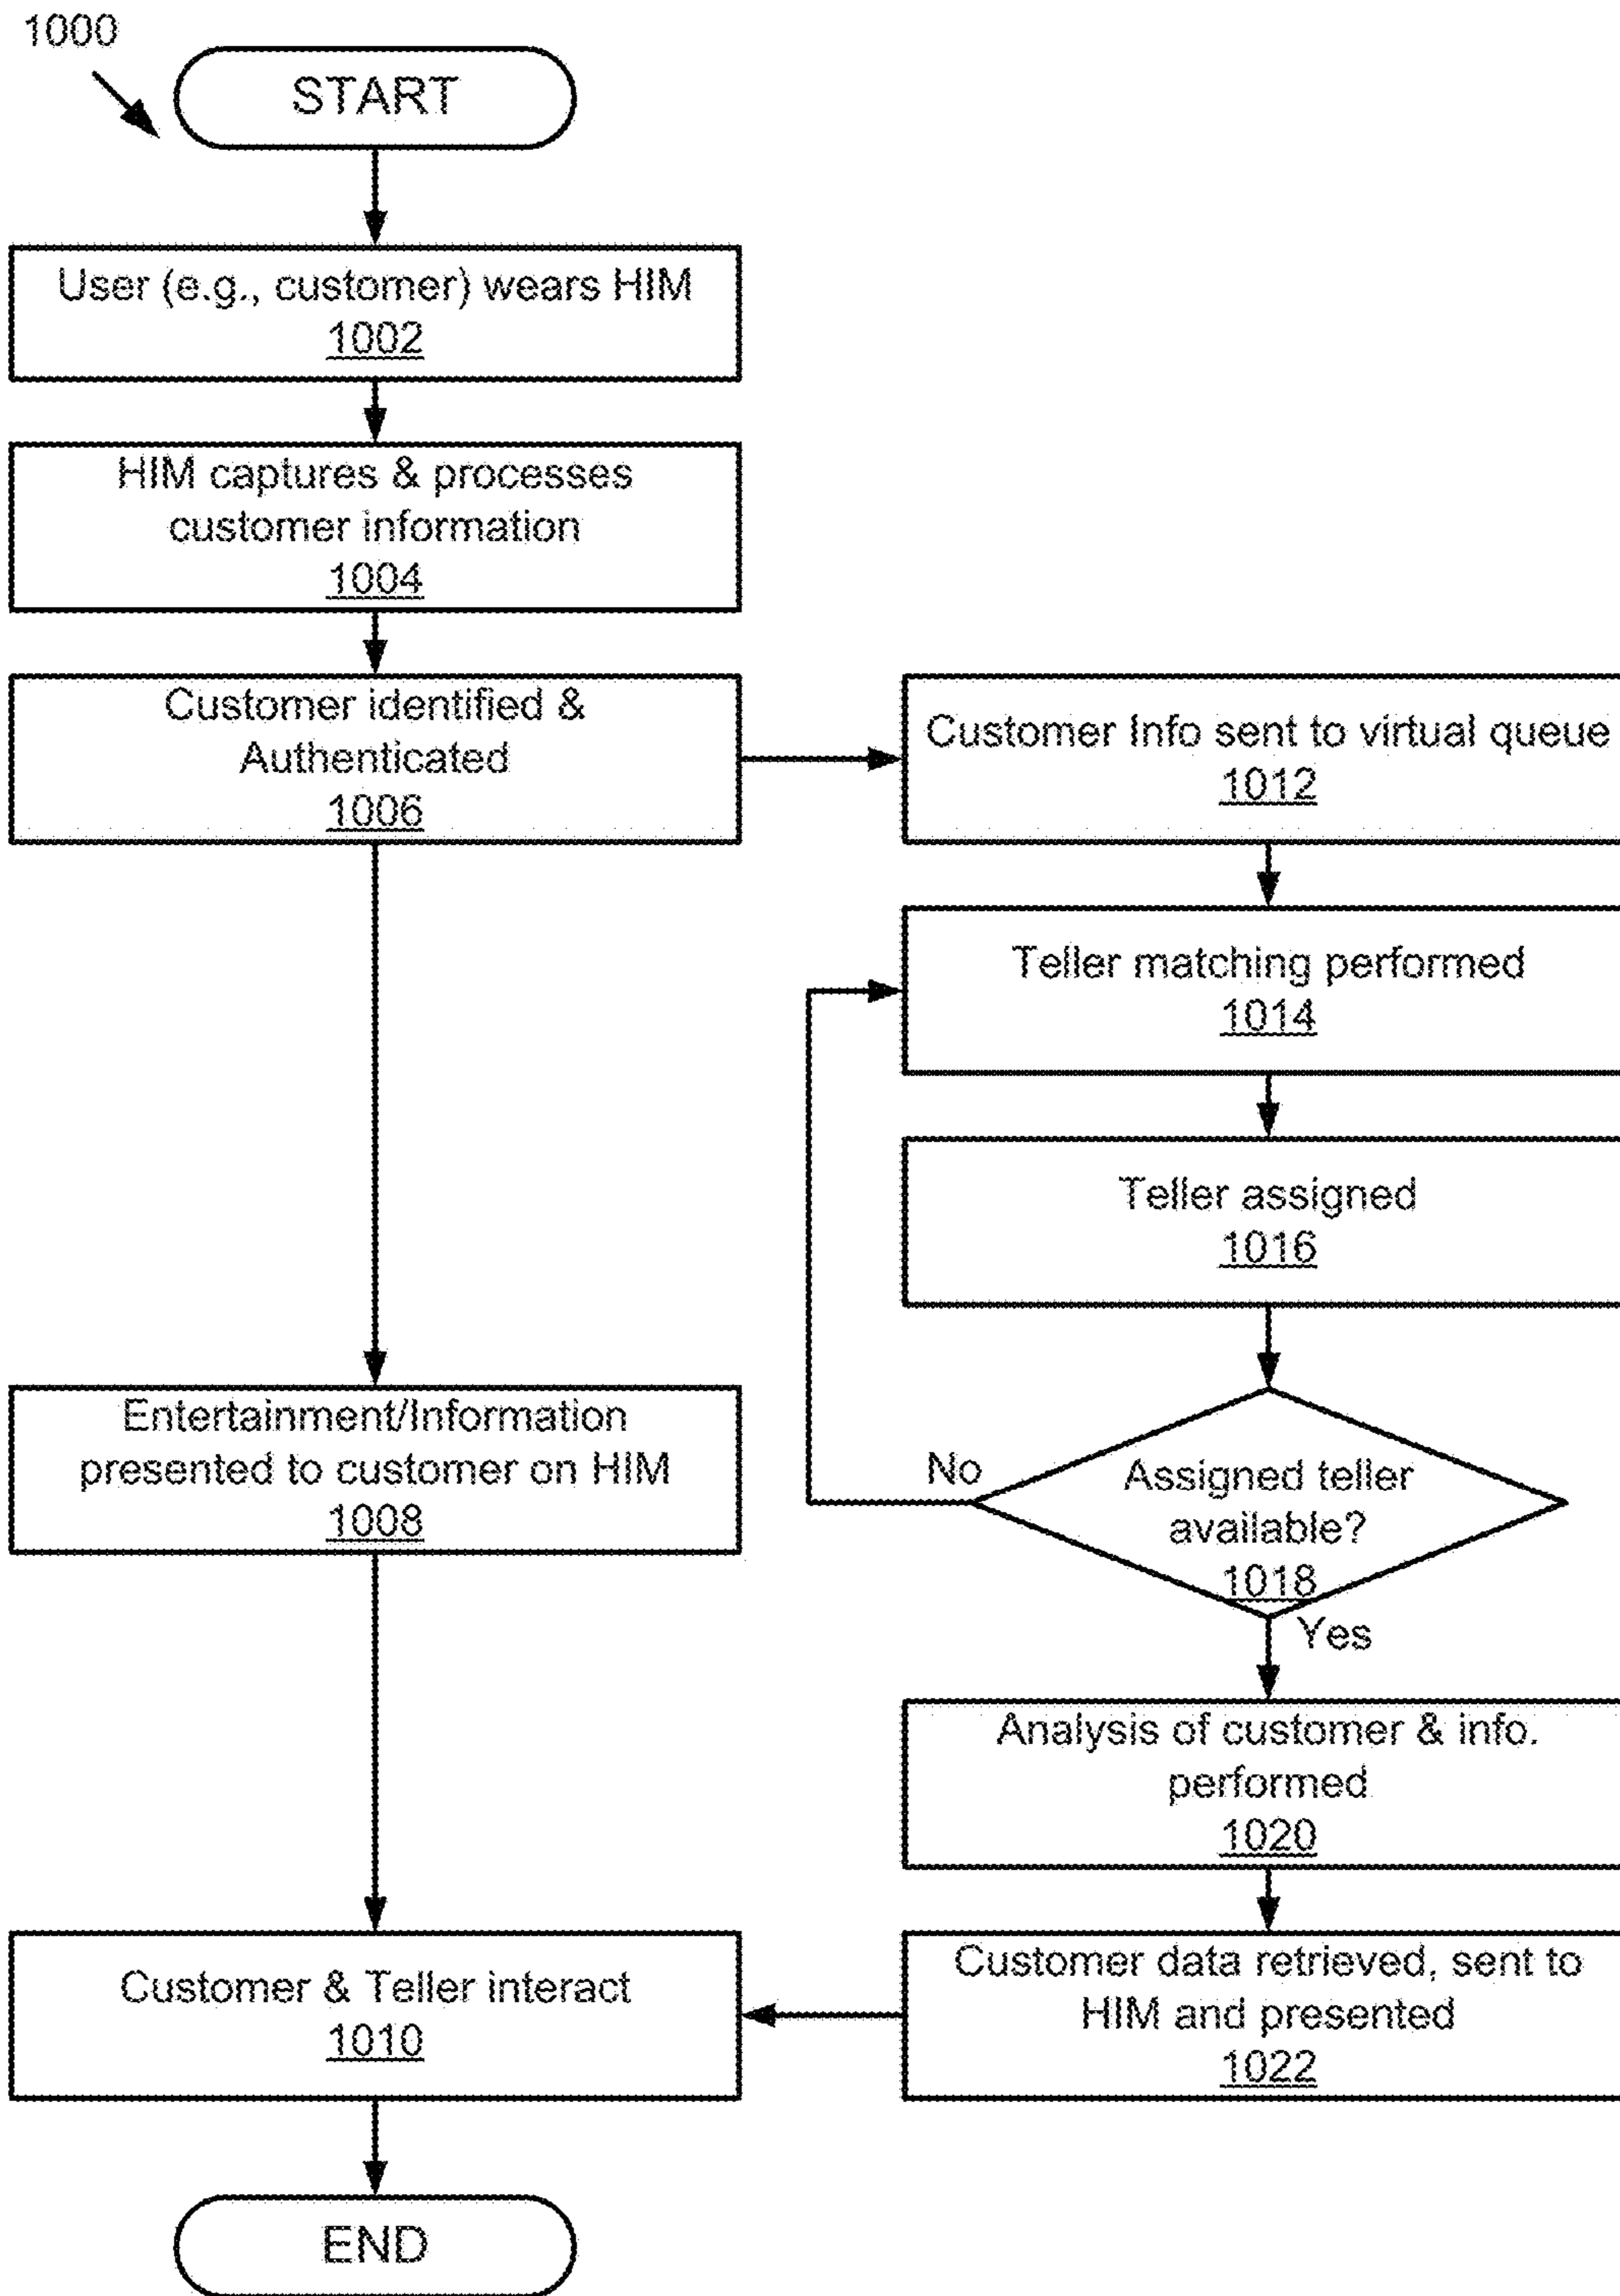 1000
START
User (e.g., customer) wears HIM
1002
HIM captures & processes
customer information
1004
Customer identified &
Authenticated
1006
Customer Info sent to virtual queue
1012
Teller matching performed
1014
Teller assigned
1016
Entertainment/Information
presented to customer on HIM
1008
No
Assigned teller
available?
1018
Yes
Analysis of customer & info.
performed
1020
Customer & Teller interact
1010
Customer data retrieved, sent to
HIM and presented
1022
END